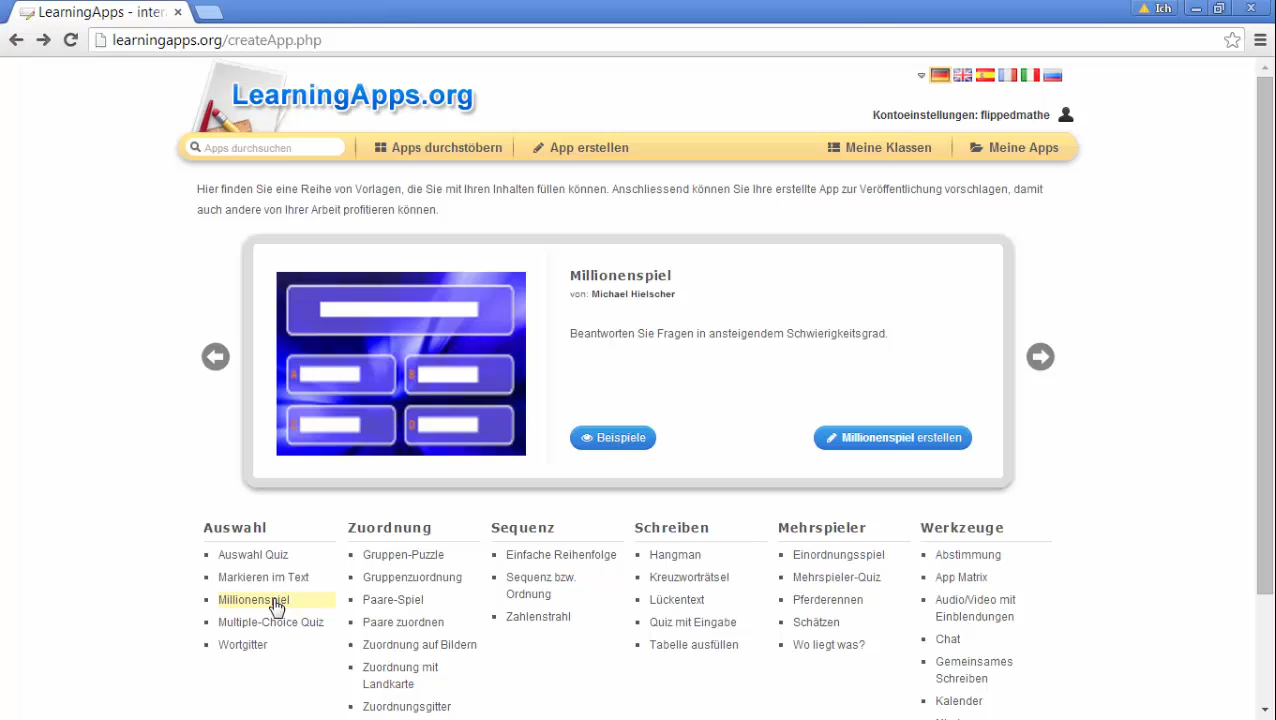 LearningApps - inter
Ich
learningapps.org/createApp.php
LearningApps.org
Kontoeinstellungen: flippedmathe
Apps durchsuchen
Apps durchstöbern
App erstellen
Meine Klassen
Meine Apps
Hier finden Sie eine Reihe von Vorlagen, die Sie mit Ihren Inhalten füllen können. Anschliessend können Sie Ihre erstellte App zur Veröffentlichung vorschlagen, damit
auch andere von Ihrer Arbeit profitieren können.
Millionenspiel
von: Michael Hielscher
Beantworten Sie Fragen in ansteigendem Schwierigkeitsgrad.
Beispiele
Millionenspiel erstellen
Auswahl
Auswahl Quiz
Markieren im Text
Millionenspiel
Multiple-Choice Quiz
Wortgitter
Zuordnung
Gruppen-Puzzle
Gruppenzuordnung
Paare-Spiel
Paare zuordnen
Zuordnung auf Bildern
Zuordnung mit
Landkarte
Zuordnungsgitter
Sequenz
Einfache Reihenfolge
Sequenz bzw.
Ordnung
Zahlenstrahl
Schreiben
Hangman
Kreuzworträtsel
Lückentext
Quiz mit Eingabe
Tabelle ausfüllen
Mehrspieler
Einordnungsspiel
Mehrspieler-Quiz
Pferderennen
Schätzen
Wo liegt was?
Werkzeuge
Abstimmung
App Matrix
Audio/Video mit
Einblendungen
Chat
Gemeinsames
Schreiben
Kalender